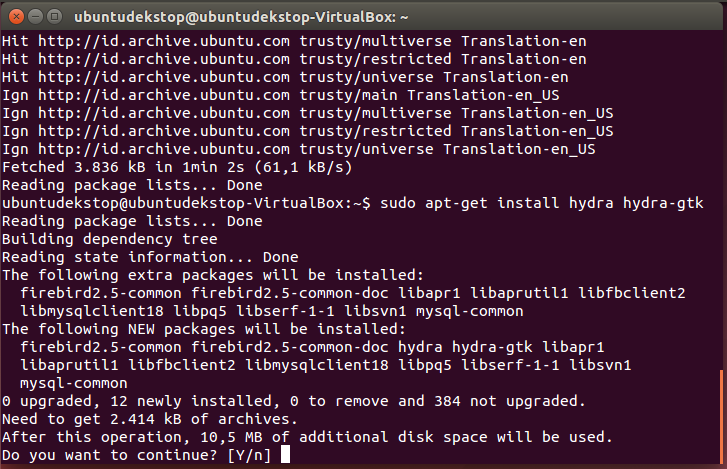 ubuntudekstop@ubuntudekstop-VirtualBox: ~
Hit http://id.archive.ubuntu.com trusty/multiverse Translation-en
Hit http://id.archive.ubuntu.com trusty/restricted Translation-en
Hit http://id.archive.ubuntu.com trusty/universe Translation-en
Ign http://id.archive.ubuntu.com trusty/main Translation-en_US
Ign http://id.archive.ubuntu.com trusty/multiverse Translation-en_US
Ign http://id.archive.ubuntu.com trusty/restricted Translation-en_US
Ign http://id.archive.ubuntu.com trusty/universe Translation-en_US
Fetched 3.836 kB in 1min 2s (61,1 kB/s)
Reading package lists... Done
ubuntudekstop@ubuntudekstop-VirtualBox:~$ sudo apt-get install hydra hydra-gtk
Reading package lists... Done
Building dependency tree
Reading state information... Done
The following extra packages will be installed:
  firebird2.5-common firebird2.5-common-doc libapr1 libaprutil1 libfbclient2
  libmysqlclient18 libpq5 libserf-1-1 libsvn1 mysql-common
The following NEW packages will be installed:
  firebird2.5-common firebird2.5-common-doc hydra hydra-gtk libapr1
  libaprutil1 libfbclient2 libmysqlclient18 libpq5 libserf-1-1 libsvn1
  mysql-common
0 upgraded, 12 newly installed, 0 to remove and 384 not upgraded.
Need to get 2.414 kB of archives.
After this operation, 10,5 MB of additional disk space will be used.
Do you want to continue? [Y/n]